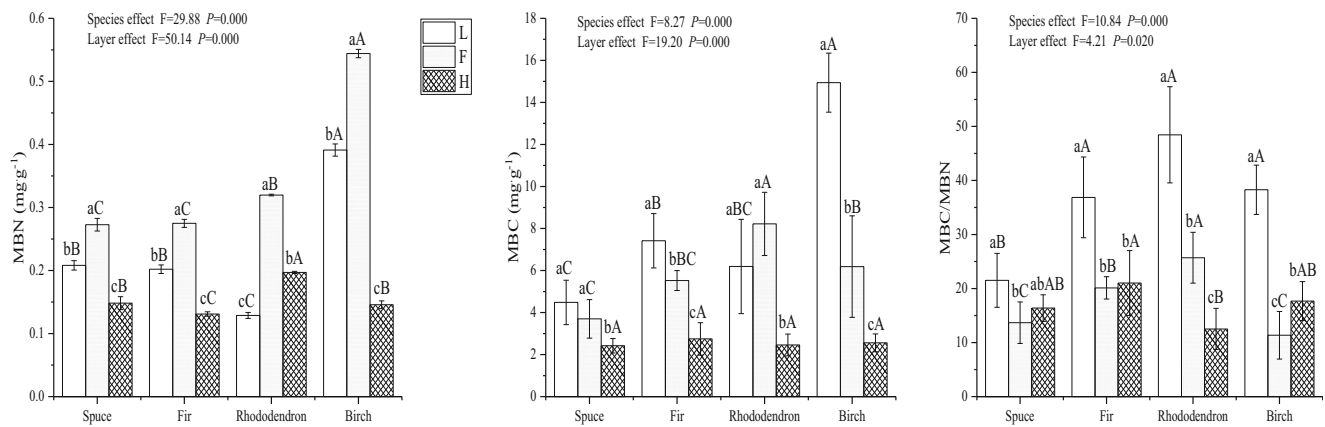 Species effect F=29.88 P=0.000
Layer effect F=50.14 P=0.000
MBN (mg·g-1)
0.6
0.5
0.4
0.3
0.2
0.1
0.0
bB
aC
cB
bB
aC
cC
cC
aB
bA
bA
aA
cB
Spuce
Fir
Rhododendron
Birch
L
F
H
Species effect F=8.27 P=0.000
Layer effect F=19.20 P=0.000
MBC (mg·g-1)
18
16
14
12
10
8
6
4
2
0
aC
aC
bA
aB
bBC
cA
aBC
aA
bA
aA
bB
cA
Spuce
Fir
Rhododendron
Birch
Species effect F=10.84 P=0.000
Layer effect F=4.21 P=0.020
MBC/MBN
70
60
50
40
30
20
10
0
aB
bC
abAB
aA
bB
bA
aA
bA
cB
aA
cC
bAB
Spuce
Fir
Rhododendron
Birch